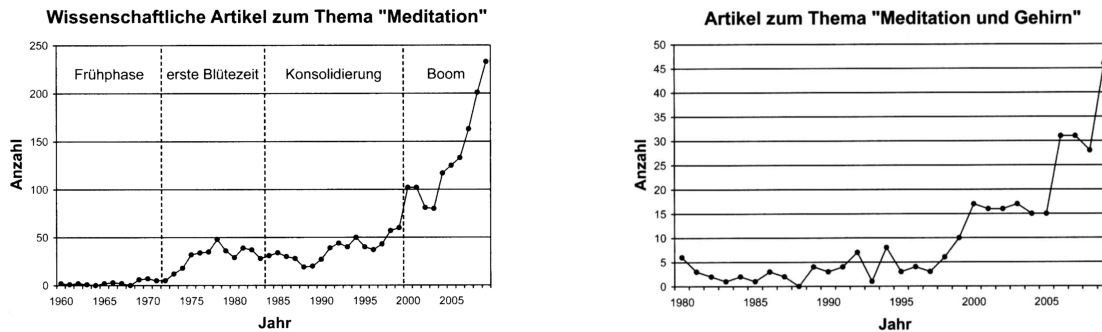 Wissenschaftliche Artikel zum Thema "Meditation"
250
200
150
100
50
0
Anzahl
Frühphase
erste Blütezeit
Konsolidierung
Boom
1960 1965 1970 1975 1980 1985 1990 1995 2000 2005
Jahr
Artikel zum Thema "Meditation und Gehirn"
50
45
40
35
30
25
20
15
10
5
0
Anzahl
1980 1985 1990 1995 2000 2005
Jahr